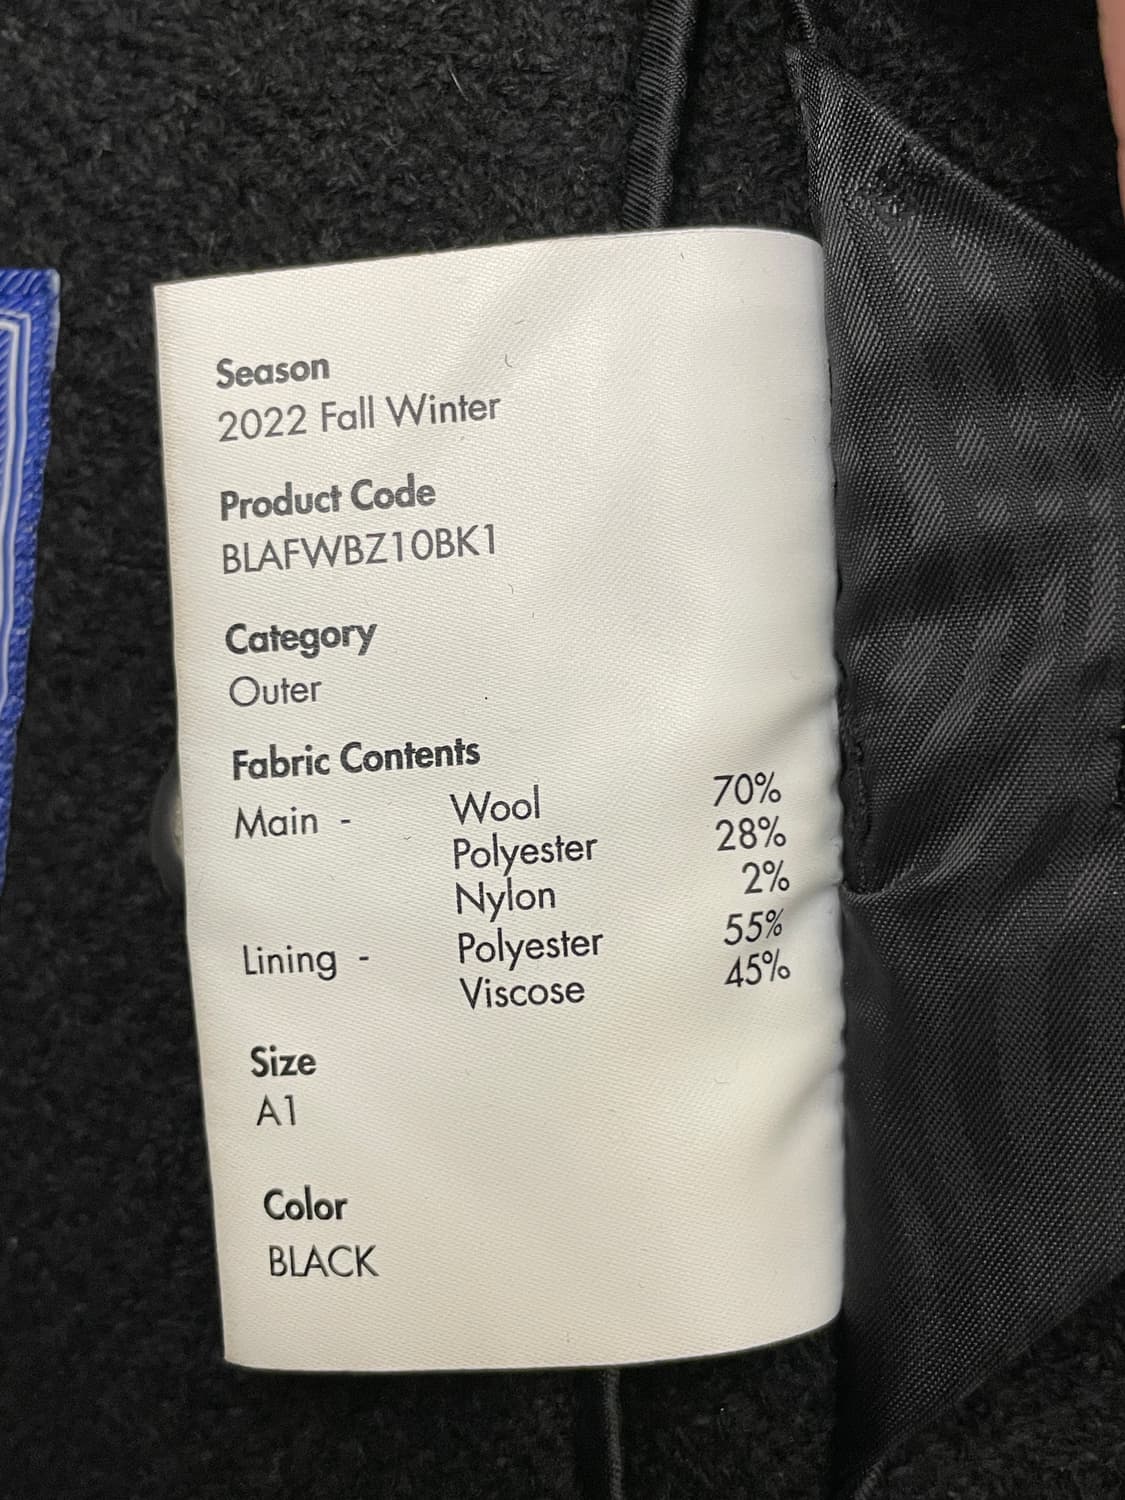 Season
2022 Fall Winter
Product Code
BLAFWBZ10BK1
Category
Outer
Fabric Contents
Main - Wool 70%
Polyester 28%
Nylon 2%
Lining - Polyester 55%
Viscose 45%
Size
A1
Color
BLACK